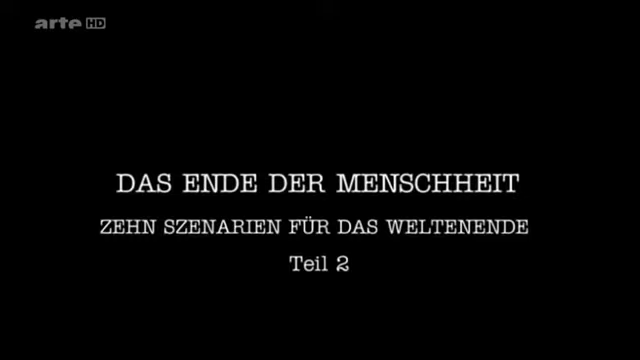 arte HD
DAS ENDE DER MENSCHHEIT
ZEHN SZENARIEN FÜR DAS WELTENENDE
Teil 2